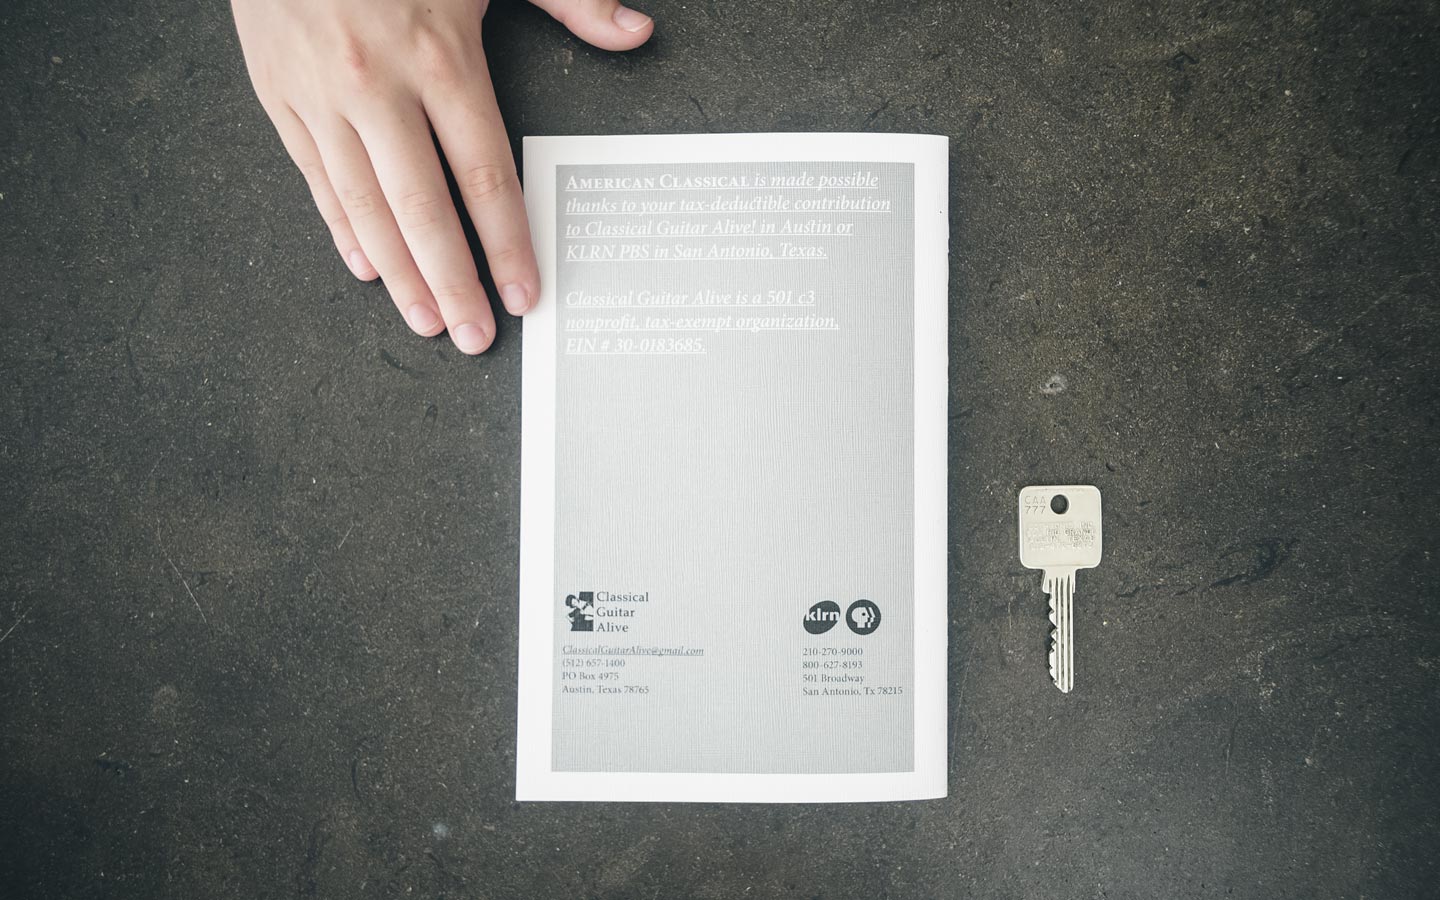 AMERICAN CLASSICAL is made possible
thanks to your tax-deductible contribution
to Classical Guitar Alive! in Austin or
KLRN PBS in San Antonio, Texas.
Classical Guitar Alive is a 501 c3
nonprofit, tax-exempt organization,
EIN # 30-0183685.
Classical
Guitar
Alive
ClassicalGuitarAlive@gmail.com
(512) 657-1400
PO Box 4975
Austin, Texas 78765
klrn
210-270-9000
800-627-8193
501 Broadway
San Antonio, Tx 78215
CAA
777